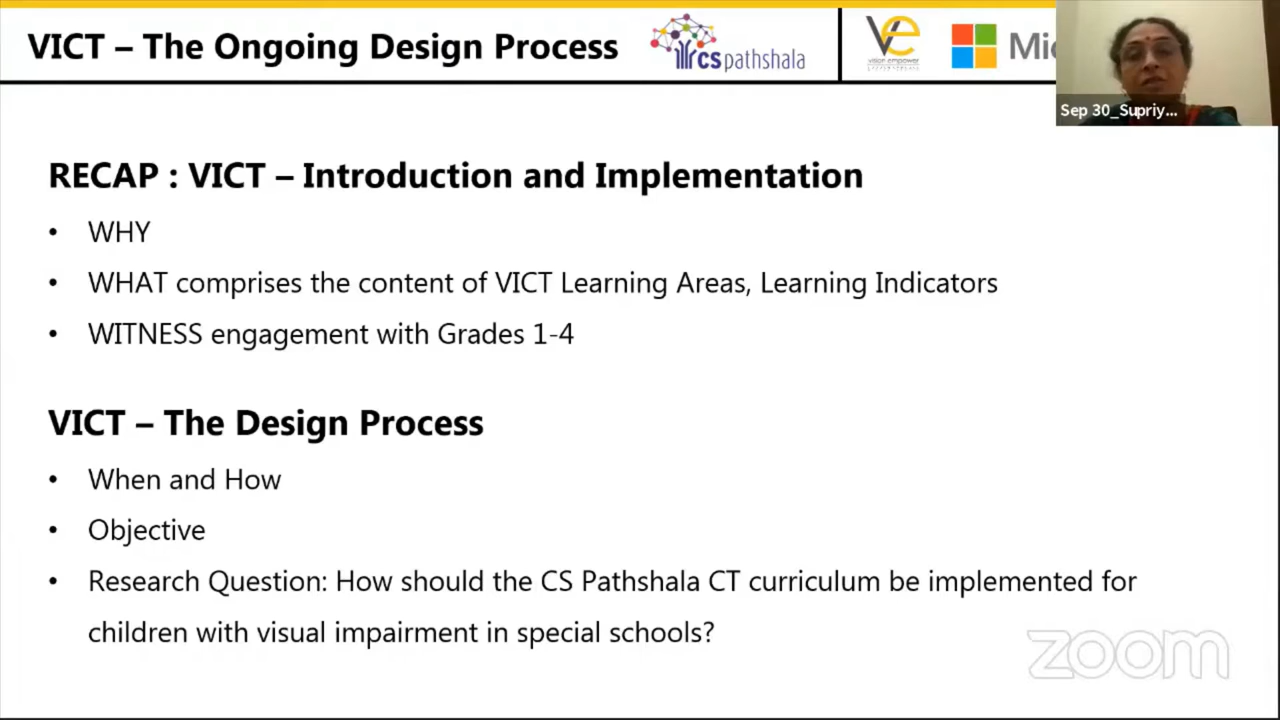 VICT – The Ongoing Design Process
CS pathshala
VE
vision empower
Mic
Sep 30_Supriy...
RECAP : VICT – Introduction and Implementation
• WHY
• WHAT comprises the content of VICT Learning Areas, Learning Indicators
• WITNESS engagement with Grades 1-4
VICT – The Design Process
• When and How
• Objective
• Research Question: How should the CS Pathshala CT curriculum be implemented for
children with visual impairment in special schools?
zoom